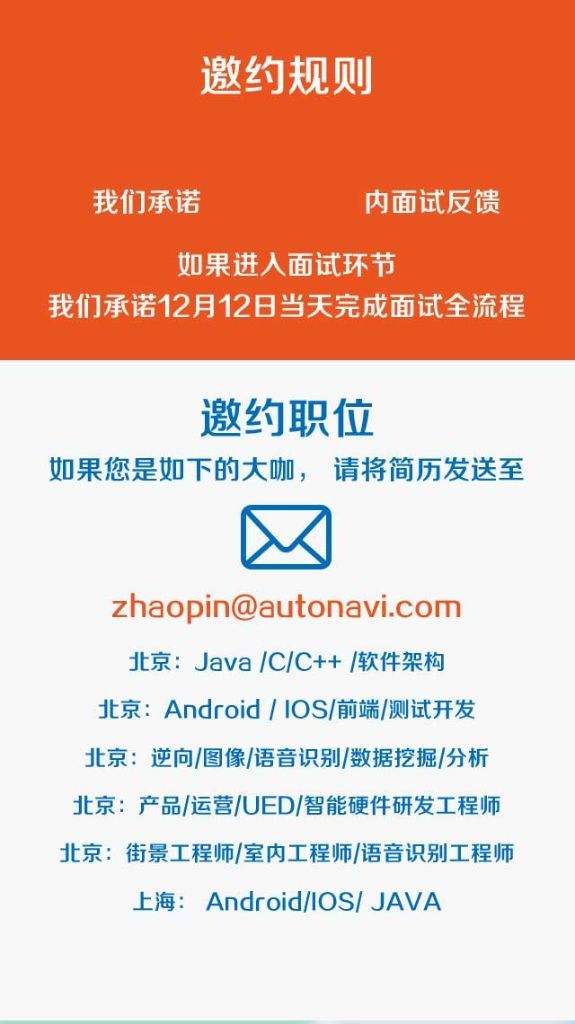 邀约规则
我们承诺 内面试反馈
如果进入面试环节
我们承诺12月12日当天完成面试全流程
邀约职位
如果您是如下的大咖， 请将简历发送至
zhaopin@autonavi.com
北京：Java /C/C++ /软件架构
北京：Android / IOS/前端/测试开发
北京：逆向/图像/语音识别/数据挖掘/分析
北京：产品/运营/UED/智能硬件研发工程师
北京：街景工程师/室内工程师/语音识别工程师
上海： Android/IOS/ JAVA